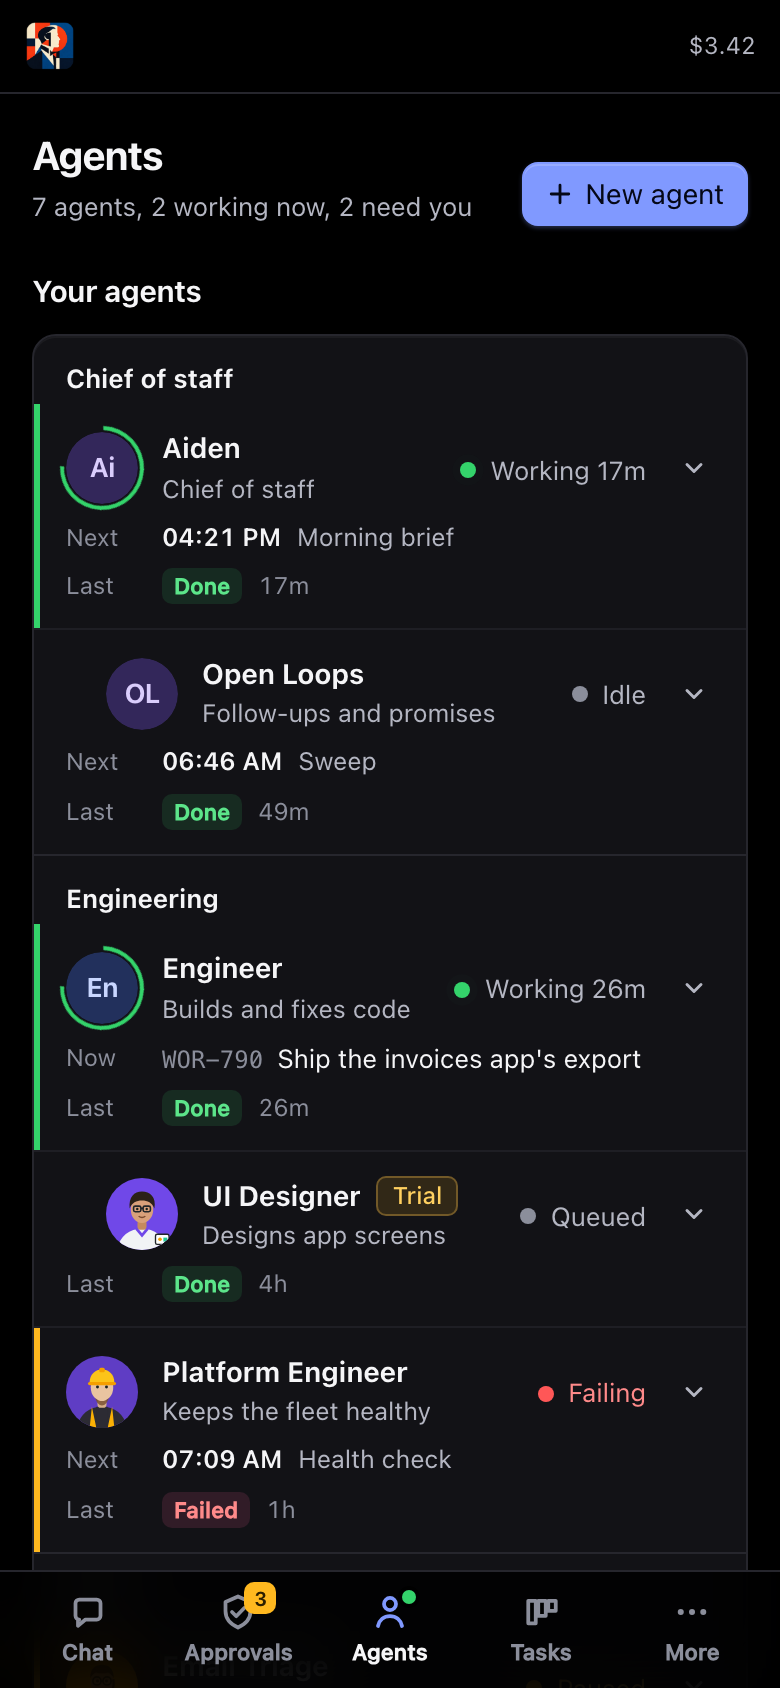 $3.42
Agents
7 agents, 2 working now, 2 need you
+ New agent
Your agents
Chief of staff
Ai
Aiden
Working 17m
Chief of staff
Next 04:21 PM Morning brief
Last Done 17m
OL
Open Loops
Idle
Follow-ups and promises
Next 06:46 AM Sweep
Last Done 49m
Engineering
En
Engineer
Working 26m
Builds and fixes code
Now WOR-790 Ship the invoices app's export
Last Done 26m
UI Designer Trial
Queued
Designs app screens
Last Done 4h
Platform Engineer
Failing
Keeps the fleet healthy
Next 07:09 AM Health check
Last Failed 1h
3
Chat Approvals Agents Tasks More
Email Triage
Paused